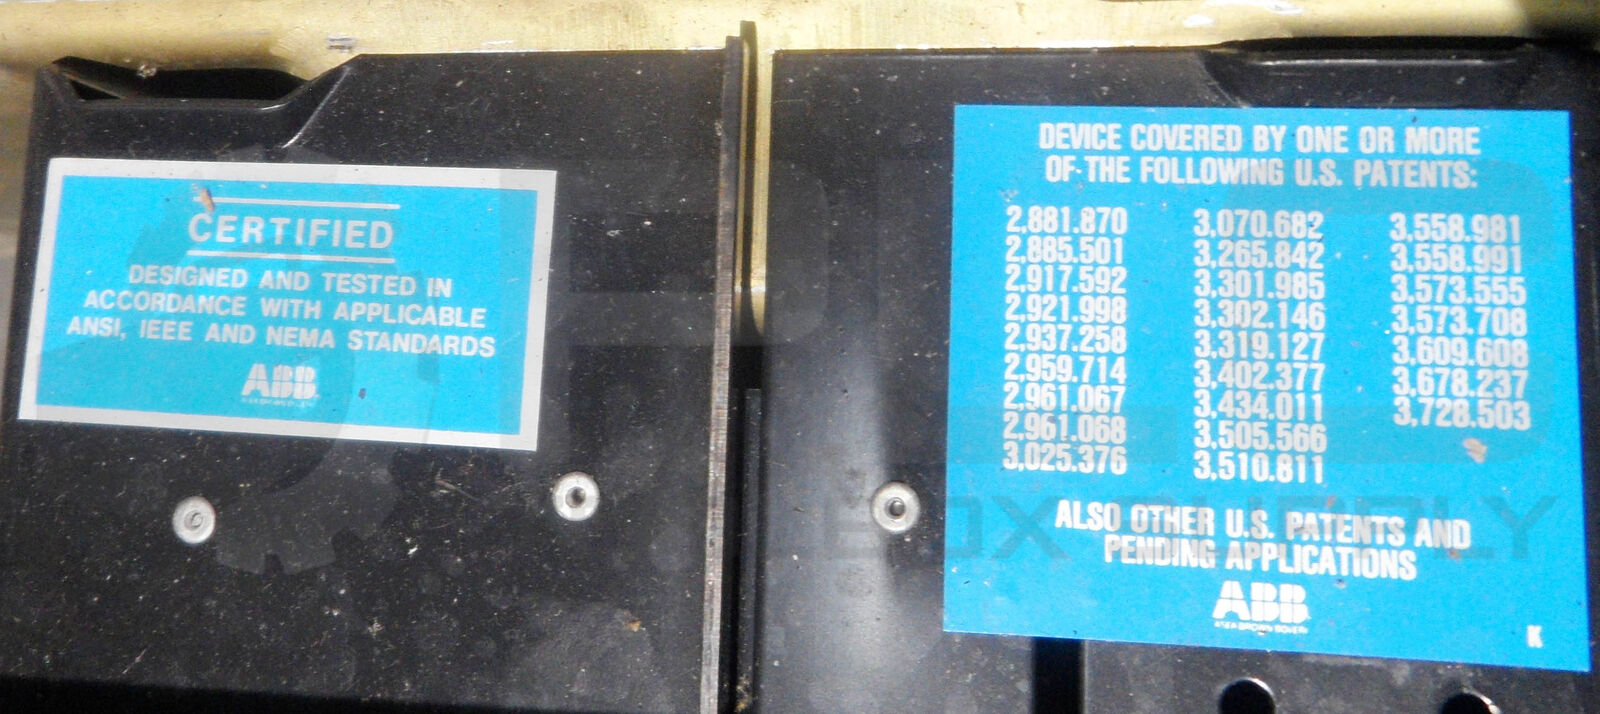 CERTIFIED
DESIGNED AND TESTED IN
ACCORDANCE WITH APPLICABLE
ANSI, IEEE AND NEMA STANDARDS
ABB
DEVICE COVERED BY ONE OR MORE
OF THE FOLLOWING U.S. PATENTS:
2,881.870 3,070.682 3,558.981
2,885.501 3,265.842 3,558.991
2,917.592 3,301.985 3,573.555
2,921.998 3,302.146 3,573.708
2,937.258 3,319.127 3,609.608
2,959.714 3,402.377 3,678.237
2,961.067 3,434.011 3,728.503
2,961.068 3,505.566
3,025.376 3,510.811
ALSO OTHER U.S. PATENTS AND
PENDING APPLICATIONS
ABB
ASEA BROWN BOVERI
K
BOX SUPPLY